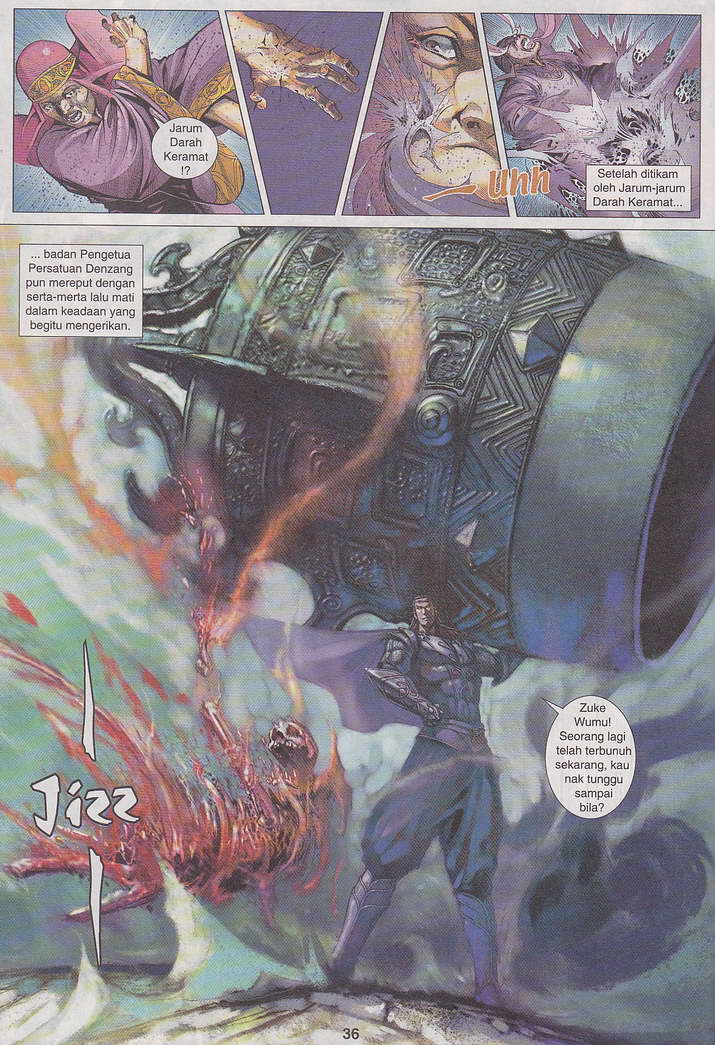 Jarum
Darah
Keramat
!?
— Uhh
Setelah ditikam
oleh Jarum-jarum
Darah Keramat...
... badan Pengetua
Persatuan Denzang
pun mereput dengan
serta-merta lalu mati
dalam keadaan yang
begitu mengerikan.
Zuke
Wumu!
Seorang lagi
telah terbunuh
sekarang, kau
nak tunggu
sampai
bila?
— Jizz —
36